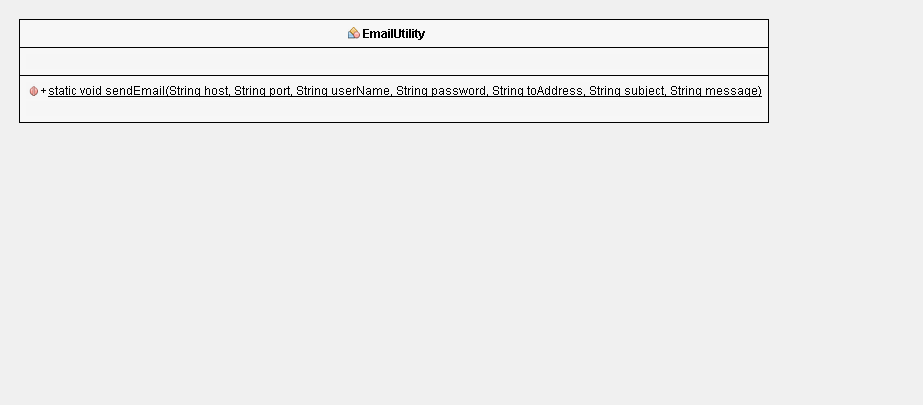 EmailUtility
+static void sendEmail(String host, String port, String userName, String password, String toAddress, String subject, String message)